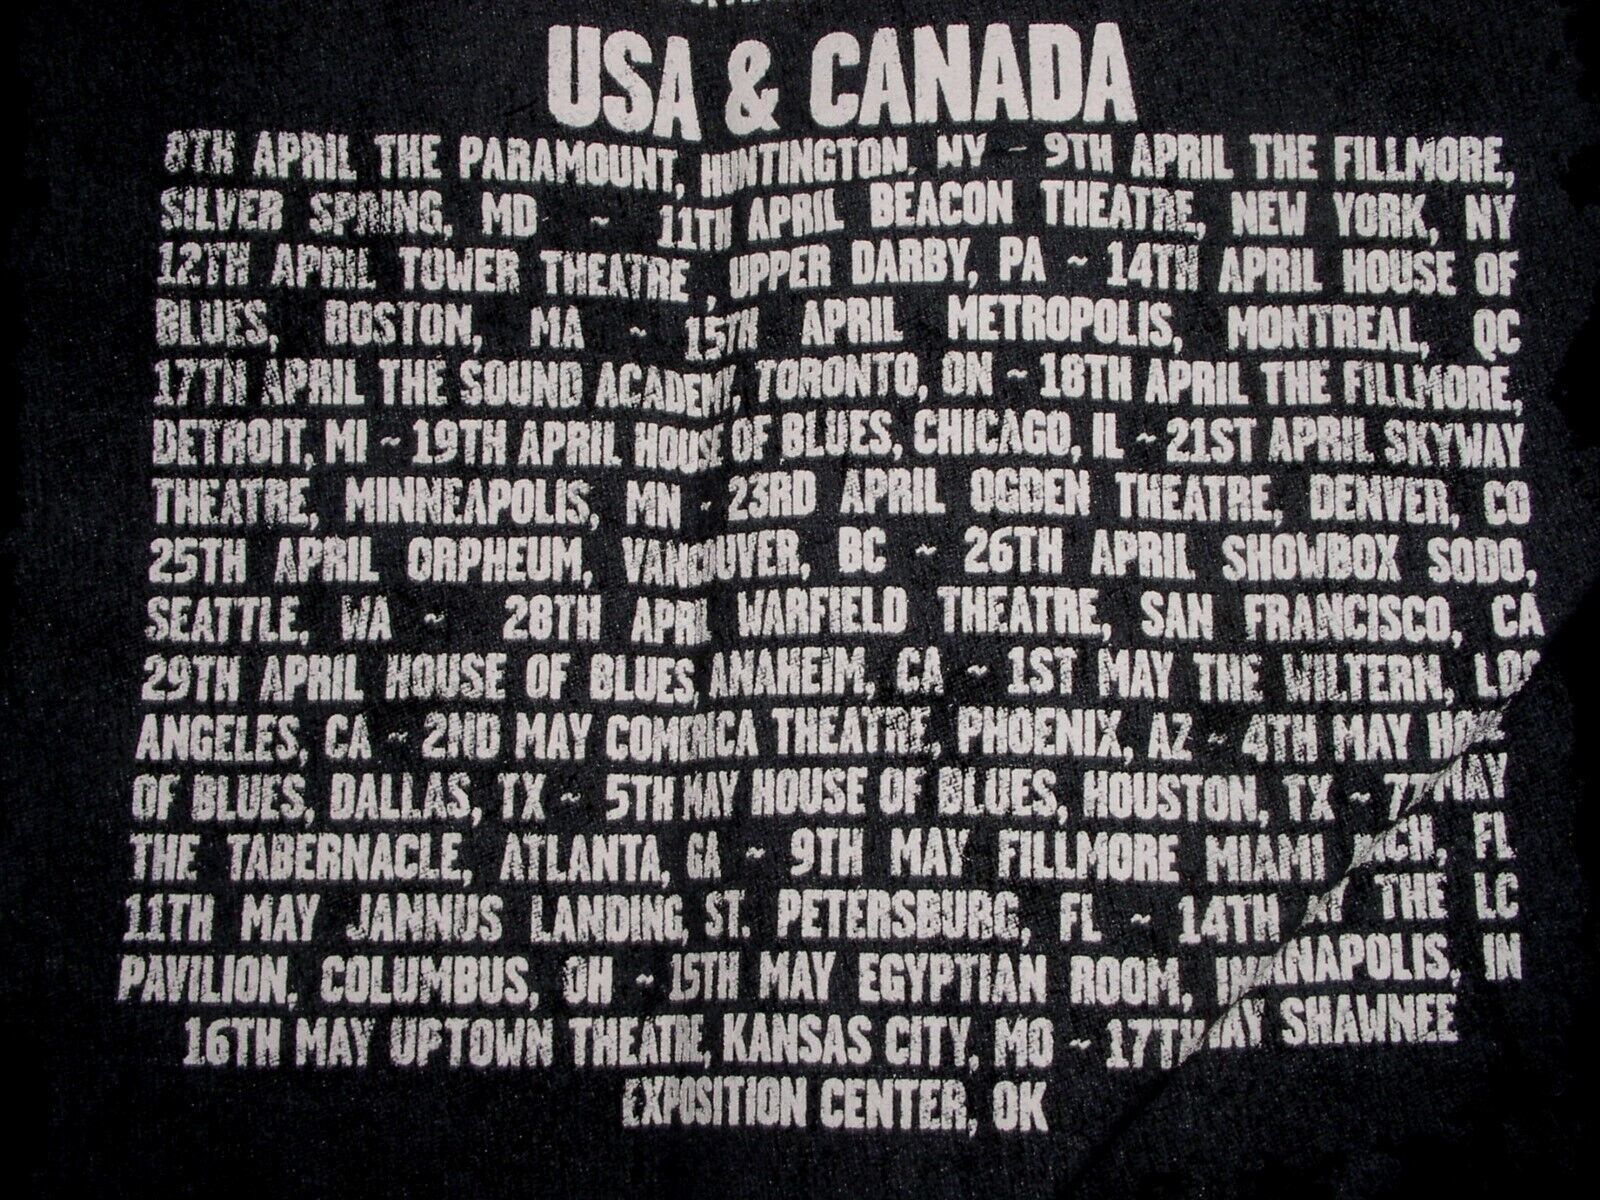 USA & CANADA
8TH APRIL THE PARAMOUNT, HUNTINGTON, NY ~ 9TH APRIL THE FILLMORE,
SILVER SPRING, MD ~ 11TH APRIL BEACON THEATRE, NEW YORK, NY
12TH APRIL TOWER THEATRE, UPPER DARBY, PA ~ 14TH APRIL HOUSE OF
BLUES, BOSTON, MA ~ 15TH APRIL METROPOLIS, MONTREAL, QC
17TH APRIL THE SOUND ACADEMY, TORONTO, ON ~ 18TH APRIL THE FILLMORE,
DETROIT, MI ~ 19TH APRIL HOUSE OF BLUES, CHICAGO, IL ~ 21ST APRIL SKYWAY
THEATRE, MINNEAPOLIS, MN ~ 23RD APRIL OGDEN THEATRE, DENVER, CO
25TH APRIL ORPHEUM, VANCOUVER, BC ~ 26TH APRIL SHOWBOX SODO,
SEATTLE, WA ~ 28TH APRIL WARFIELD THEATRE, SAN FRANCISCO, CA
29TH APRIL HOUSE OF BLUES, ANAHEIM, CA ~ 1ST MAY THE WILTERN, LOS
ANGELES, CA ~ 2ND MAY COMERICA THEATRE, PHOENIX, AZ ~ 4TH MAY
OF BLUES, DALLAS, TX ~ 5TH MAY HOUSE OF BLUES, HOUSTON, TX ~ MAY
THE TABERNACLE, ATLANTA, GA ~ 9TH MAY FILLMORE MIAMI FL
11TH MAY JANNUS LANDING, ST. PETERSBURG, FL ~ 14TH THE LC
PAVILION, COLUMBUS, OH ~ 15TH MAY EGYPTIAN ROOM, INDIANAPOLIS, IN
16TH MAY UPTOWN THEATRE, KANSAS CITY, MO ~ 17TH MAY SHAWNEE
EXPOSITION CENTER, OK